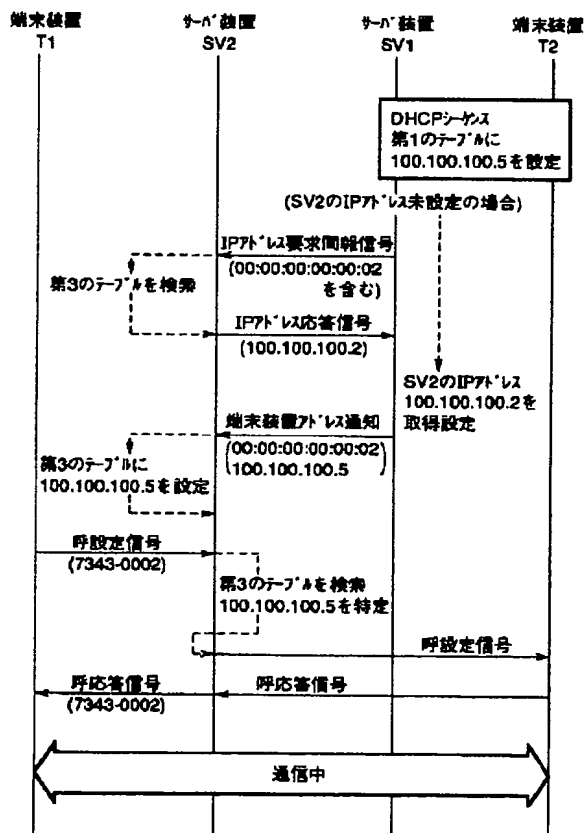 端末装置
T1
サーバ装置
SV2
サーバ装置
SV1
端末装置
T2
DHCPシーケンス
第1のテーブルに
100.100.100.5を設定
(SV2のIPアドレス未設定の場合)
IPアドレス要求同報信号
(00:00:00:00:00:02
を含む)
第3のテーブルを検索
IPアドレス応答信号
(100.100.100.2)
SV2のIPアドレス
100.100.100.2を
取得設定
端末装置アドレス通知
(00:00:00:00:00:02
100.100.100.5)
第3のテーブルに
100.100.100.5を設定
呼設定信号
(7343-0002)
第3のテーブルを検索
100.100.100.5を特定
呼設定信号
呼応答信号
(7343-0002)
呼応答信号
通信中